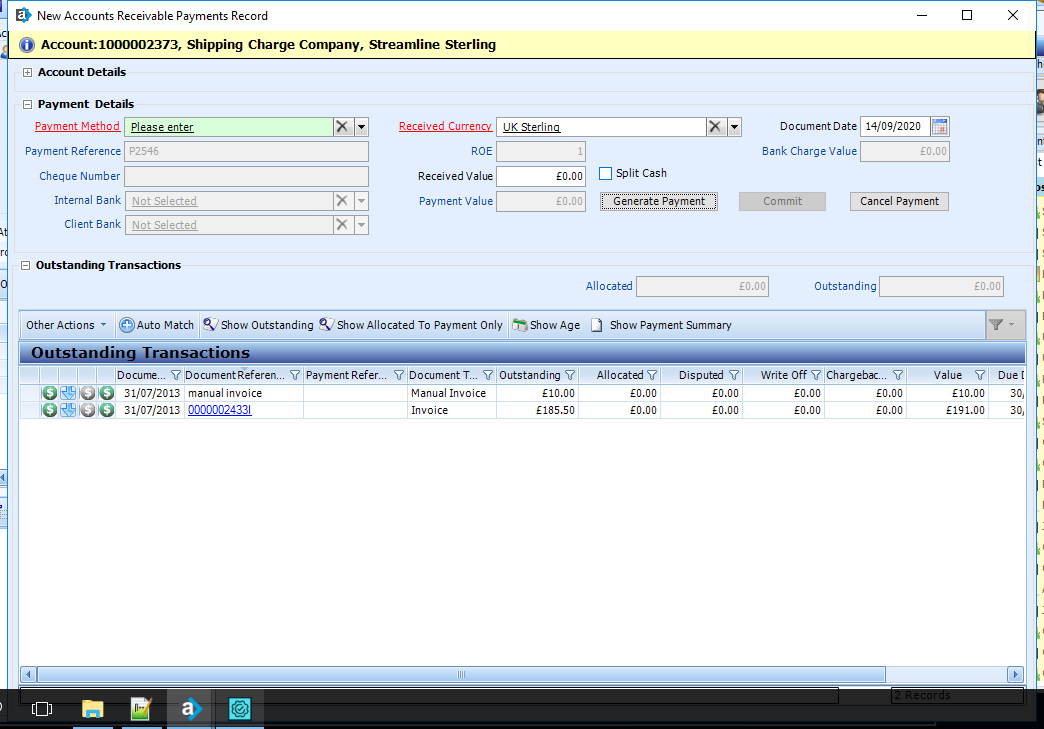 New Accounts Receivable Payments Record
Account:1000002373, Shipping Charge Company, Streamline Sterling
Account Details
Payment Details
Payment Method Please enter Received Currency UK Sterling Document Date 14/09/2020
Payment Reference P2546 ROE 1 Bank Charge Value £0.00
Cheque Number Received Value £0.00 Split Cash
Internal Bank Not Selected Payment Value £0.00 Generate Payment Commit Cancel Payment
Client Bank Not Selected
Outstanding Transactions
Allocated £0.00 Outstanding £0.00
Other Actions Auto Match Show Outstanding Show Allocated To Payment Only Show Age Show Payment Summary
Outstanding Transactions
Docume... Document Referen... Payment Refer... Document T... Outstanding Allocated Disputed Write Off Chargebac... Value Due D
31/07/2013 manual invoice Manual Invoice £10.00 £0.00 £0.00 £0.00 £0.00 £10.00 30/
31/07/2013 0000002433I Invoice £185.50 £0.00 £0.00 £0.00 £0.00 £191.00 30/
2 Records